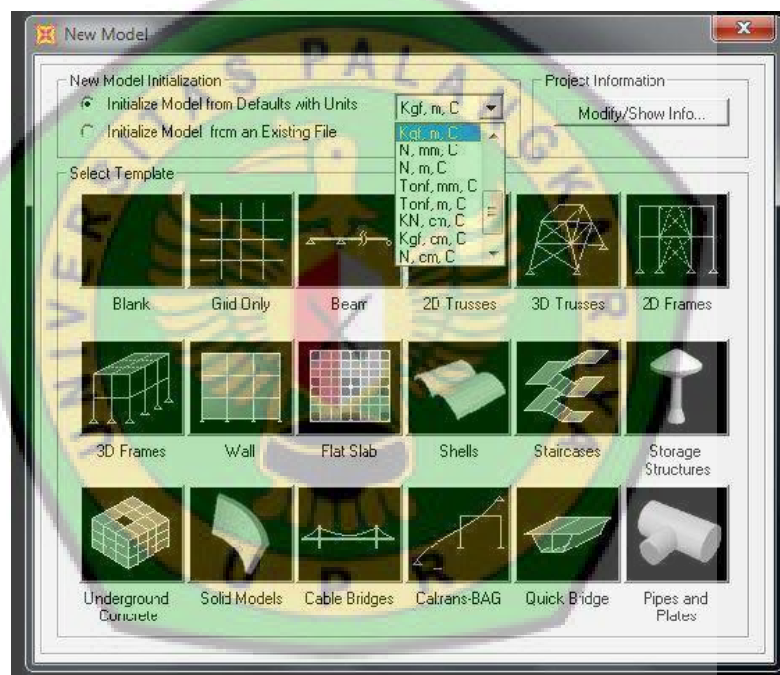 New Model
New Model Initialization
Initialize Model from Defaults with Units
Kgf, m, C
Initialize Model from an Existing File
Kgf, m, C
N, mm, C
N, m, C
Tonf, mm, C
Tonf, m, C
KN, cm, C
Kgf, cm, C
N, cm, C
Project Information
Modify/Show Info...
Select Template
Blank
Grid Only
Beam
2D Trusses
3D Trusses
2D Frames
3D Frames
Wall
Flat Slab
Shells
Staircases
Storage
Structures
Underground
Concrete
Solid Models
Cable Bridges
Caltrans-BAG
Quick Bridge
Pipes and
Plates
UNIVERSITAS PALANGKA RAYA
U P R